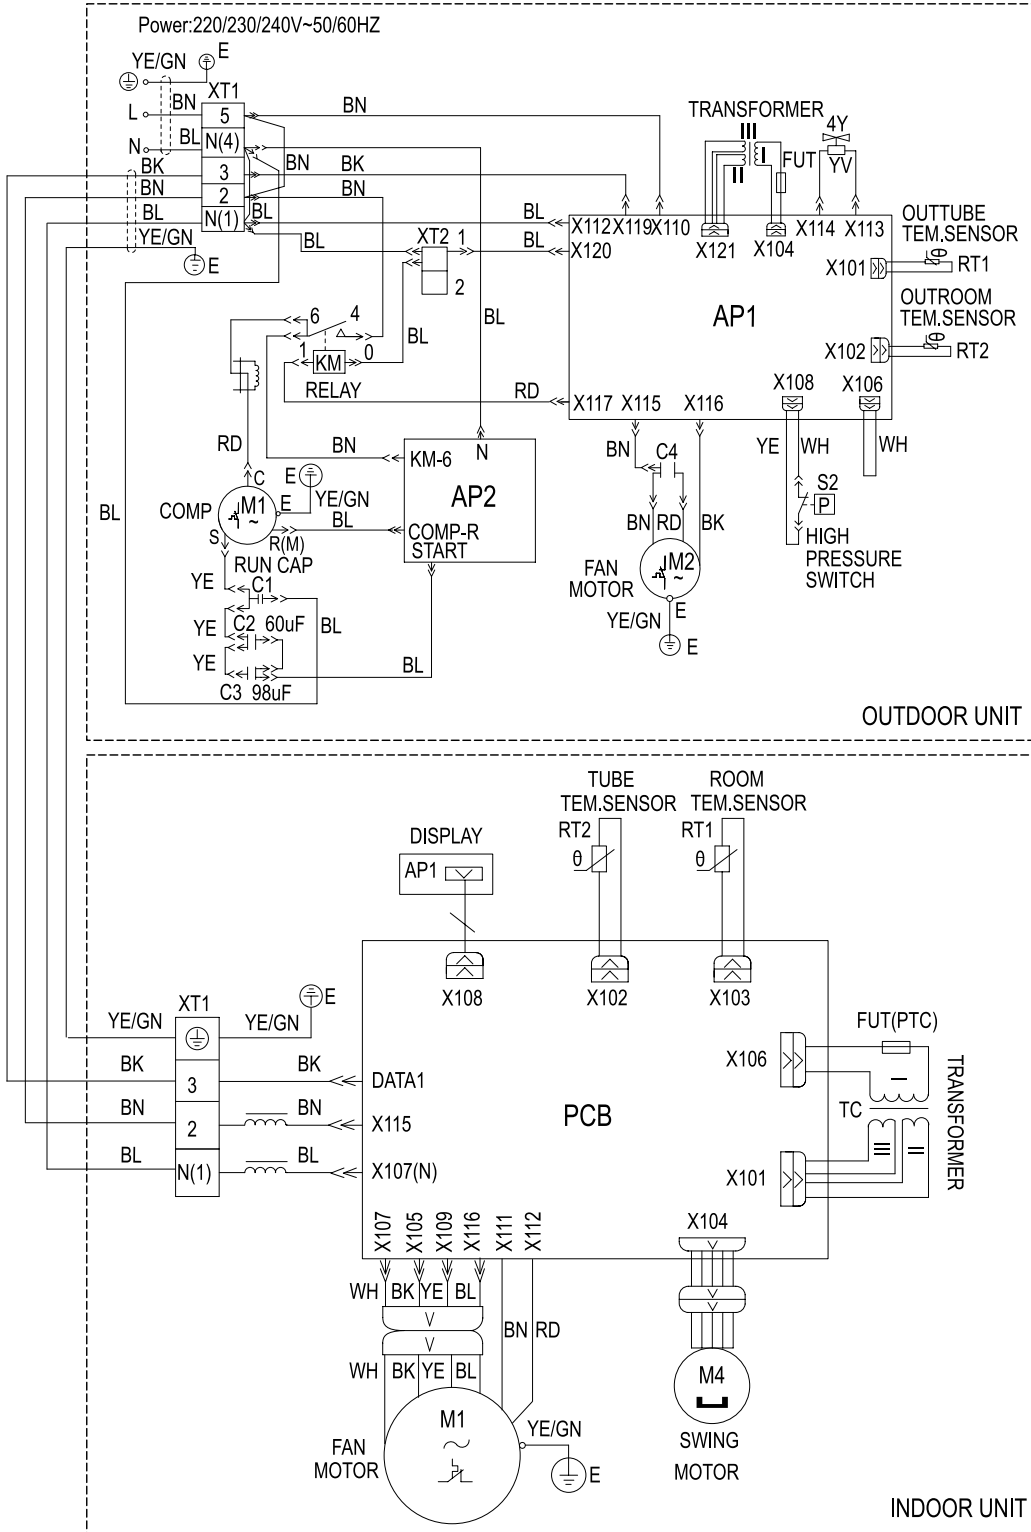 Power:220/230/240V~50/60HZ
YE/GN
E
XT1
L
BN
5
BN
N
BL
N(4)
BK
3
BN
BK
BN
2
BN
BL
N(1)
BL
YE/GN
E
BL
XT2
1
2
BL
BL
TRANSFORMER
III
I
II
FUT
4Y
YV
X112
X119
X110
X120
X121
X104
X114
X113
OUTTUBE
TEM.SENSOR
X101
θ
RT1
OUTROOM
TEM.SENSOR
X102
θ
RT2
AP1
X117
X115
X116
X108
X106
6
4
1
KM
0
RELAY
BL
BL
RD
RD
BN
KM-6
N
AP2
COMP-R
START
C
COMP
M1
~
E
E
YE/GN
S
R(M)
BL
BL
RUN CAP
YE
C1
YE
C2 60uF
BL
YE
C3 98uF
BL
BN
C4
BN
RD
BK
FAN
MOTOR
M2
~
YE/GN
E
E
YE
WH
WH
S2
P
HIGH
PRESSURE
SWITCH
OUTDOOR UNIT
TUBE
TEM.SENSOR
RT2
θ
ROOM
TEM.SENSOR
RT1
θ
DISPLAY
AP1
X108
X102
X103
XT1
E
YE/GN
YE/GN
BK
3
BK
DATA1
BN
2
BN
X115
BL
N(1)
BL
X107(N)
PCB
X106
FUT(PTC)
I
TC
III
II
TRANSFORMER
X101
X107
X105
X109
X116
X111
X112
X104
WH
BK
YE
BL
BN
RD
WH
BK
YE
BL
M1
FAN
MOTOR
YE/GN
E
M4
SWING
MOTOR
INDOOR UNIT